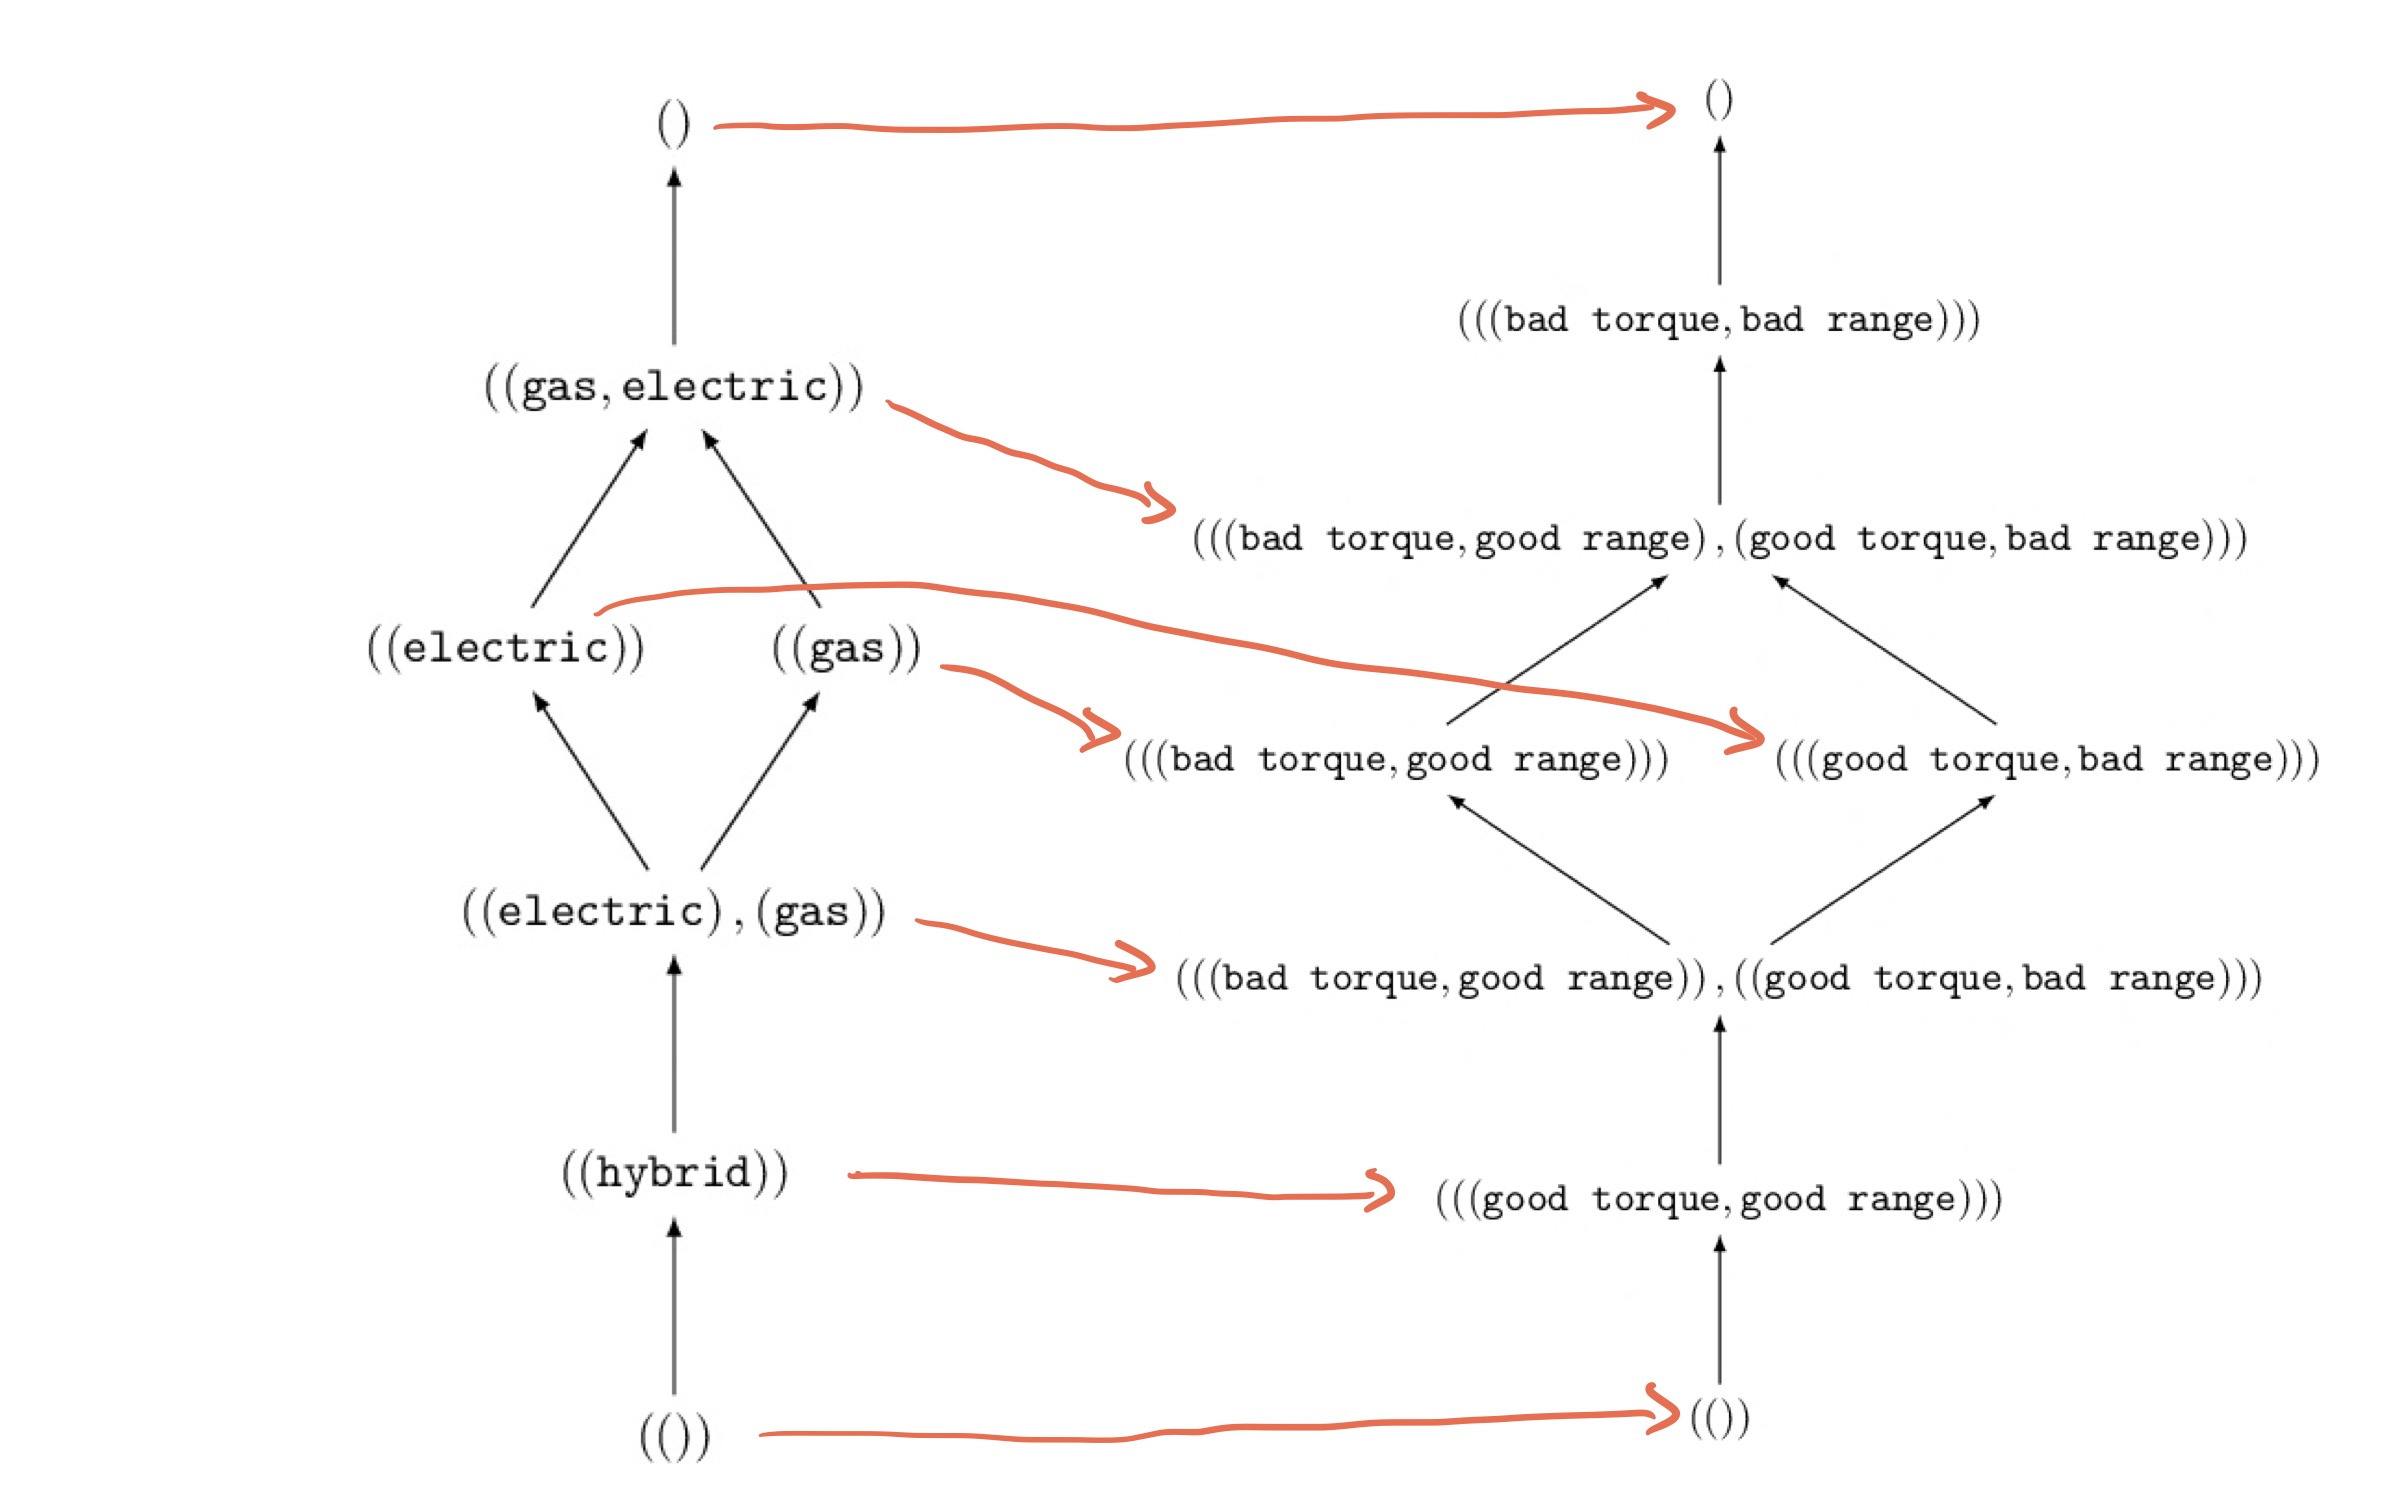 ()
()
(((bad torque,bad range)))
((gas,electric))
(((bad torque,good range),(good torque,bad range)))
((electric))
((gas))
(((bad torque,good range)))
(((good torque,bad range)))
((electric),(gas))
(((bad torque,good range)),((good torque,bad range)))
((hybrid))
(((good torque,good range)))
(())
(())